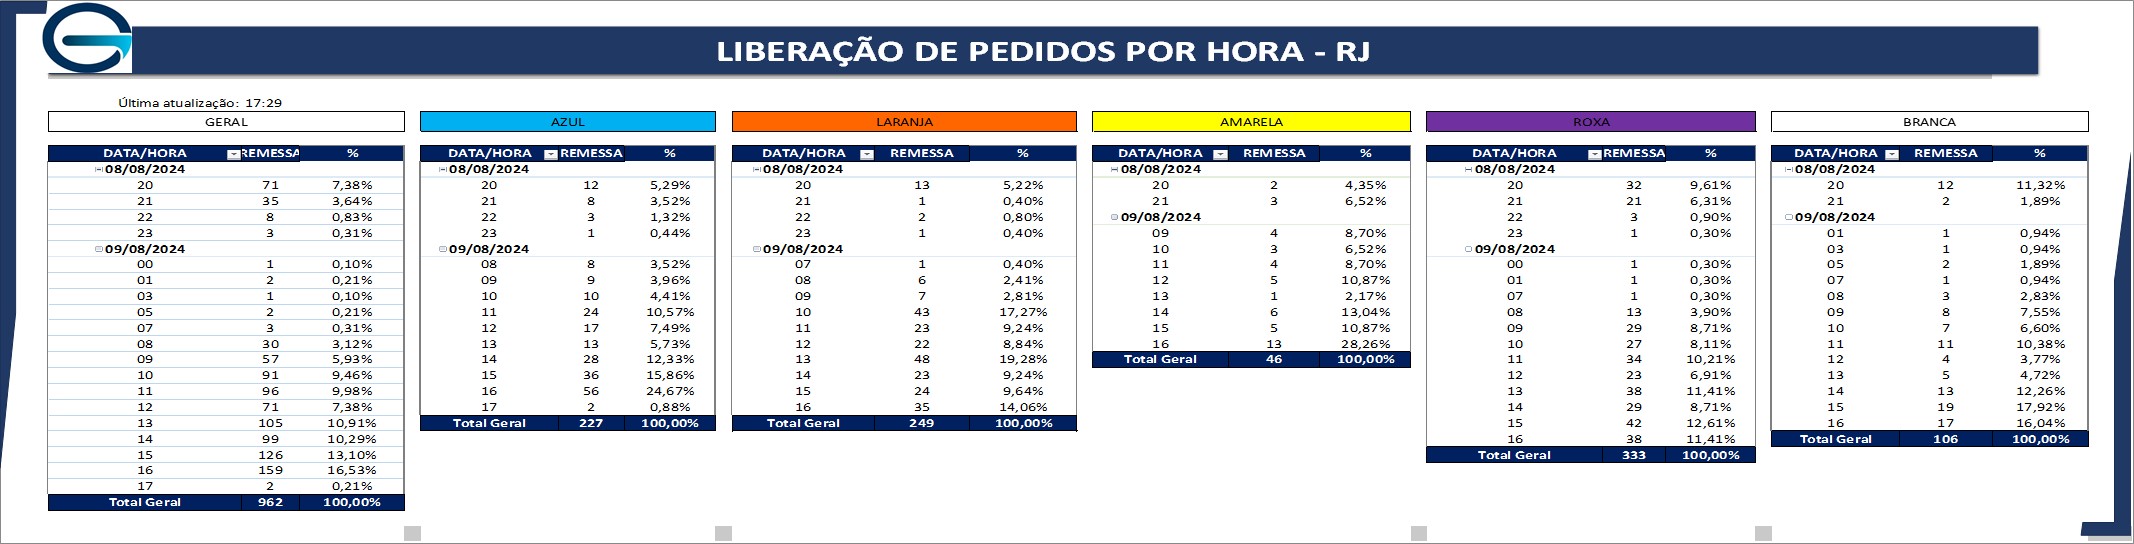 LIBERAÇÃO DE PEDIDOS POR HORA - RJ
Última atualização: 17:29
GERAL
DATA/HORA REMESSA %
08/08/2024
20 71 7,38%
21 35 3,64%
22 8 0,83%
23 3 0,31%
09/08/2024
00 1 0,10%
01 2 0,21%
03 1 0,10%
05 2 0,21%
07 3 0,31%
08 30 3,12%
09 57 5,93%
10 91 9,46%
11 96 9,98%
12 71 7,38%
13 105 10,91%
14 99 10,29%
15 126 13,10%
16 159 16,53%
17 2 0,21%
Total Geral 962 100,00%
AZUL
DATA/HORA REMESSA %
08/08/2024
20 12 5,29%
21 8 3,52%
22 3 1,32%
23 1 0,44%
09/08/2024
08 8 3,52%
09 9 3,96%
10 10 4,41%
11 24 10,57%
12 17 7,49%
13 13 5,73%
14 28 12,33%
15 36 15,86%
16 56 24,67%
17 2 0,88%
Total Geral 227 100,00%
LARANJA
DATA/HORA REMESSA %
08/08/2024
20 13 5,22%
21 1 0,40%
22 2 0,80%
23 1 0,40%
09/08/2024
07 1 0,40%
08 6 2,41%
09 7 2,81%
10 43 17,27%
11 23 9,24%
12 22 8,84%
13 48 19,28%
14 23 9,24%
15 24 9,64%
16 35 14,06%
Total Geral 249 100,00%
AMARELA
DATA/HORA REMESSA %
08/08/2024
20 2 4,35%
21 3 6,52%
09/08/2024
09 4 8,70%
10 3 6,52%
11 4 8,70%
12 5 10,87%
13 1 2,17%
14 6 13,04%
15 5 10,87%
16 13 28,26%
Total Geral 46 100,00%
ROXA
DATA/HORA REMESSA %
08/08/2024
20 32 9,61%
21 21 6,31%
22 3 0,90%
23 1 0,30%
09/08/2024
00 1 0,30%
01 1 0,30%
07 1 0,30%
08 13 3,90%
09 29 8,71%
10 27 8,11%
11 34 10,21%
12 23 6,91%
13 38 11,41%
14 29 8,71%
15 42 12,61%
16 38 11,41%
Total Geral 333 100,00%
BRANCA
DATA/HORA REMESSA %
08/08/2024
20 12 11,32%
21 2 1,89%
09/08/2024
01 1 0,94%
03 1 0,94%
05 2 1,89%
07 1 0,94%
08 3 2,83%
09 8 7,55%
10 7 6,60%
11 11 10,38%
12 4 3,77%
13 5 4,72%
14 13 12,26%
15 19 17,92%
16 17 16,04%
Total Geral 106 100,00%